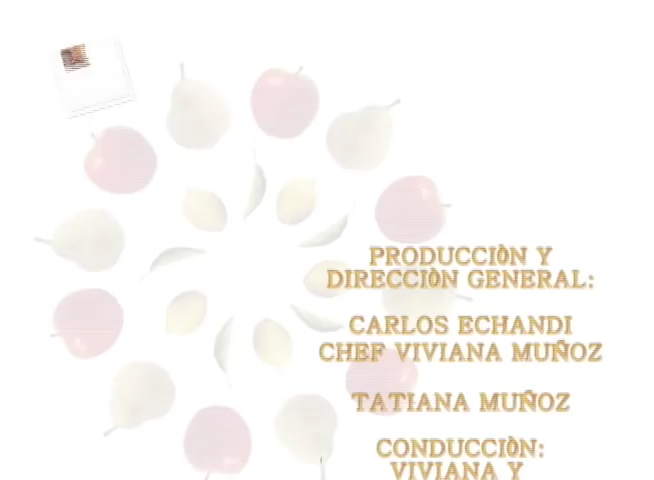 PRODUCCIÒN Y
DIRECCIÒN GENERAL:
CARLOS ECHANDI
CHEF VIVIANA MUÑOZ
TATIANA MUÑOZ
CONDUCCIÒN:
VIVIANA Y